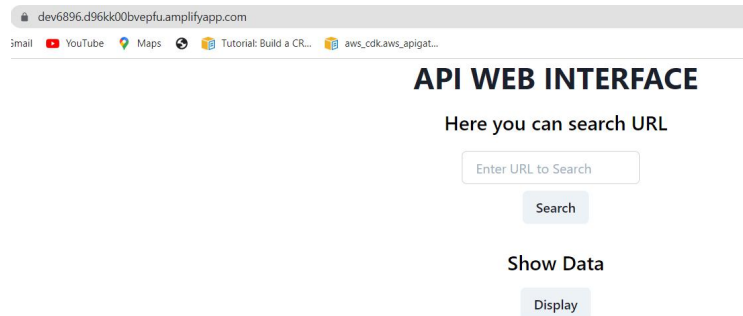 dev6896.d96kk00bvepfu.amplifyapp.com
Gmail YouTube Maps Tutorial: Build a CR... aws_cdk.aws_apigat...
API WEB INTERFACE
Here you can search URL
Enter URL to Search
Search
Show Data
Display